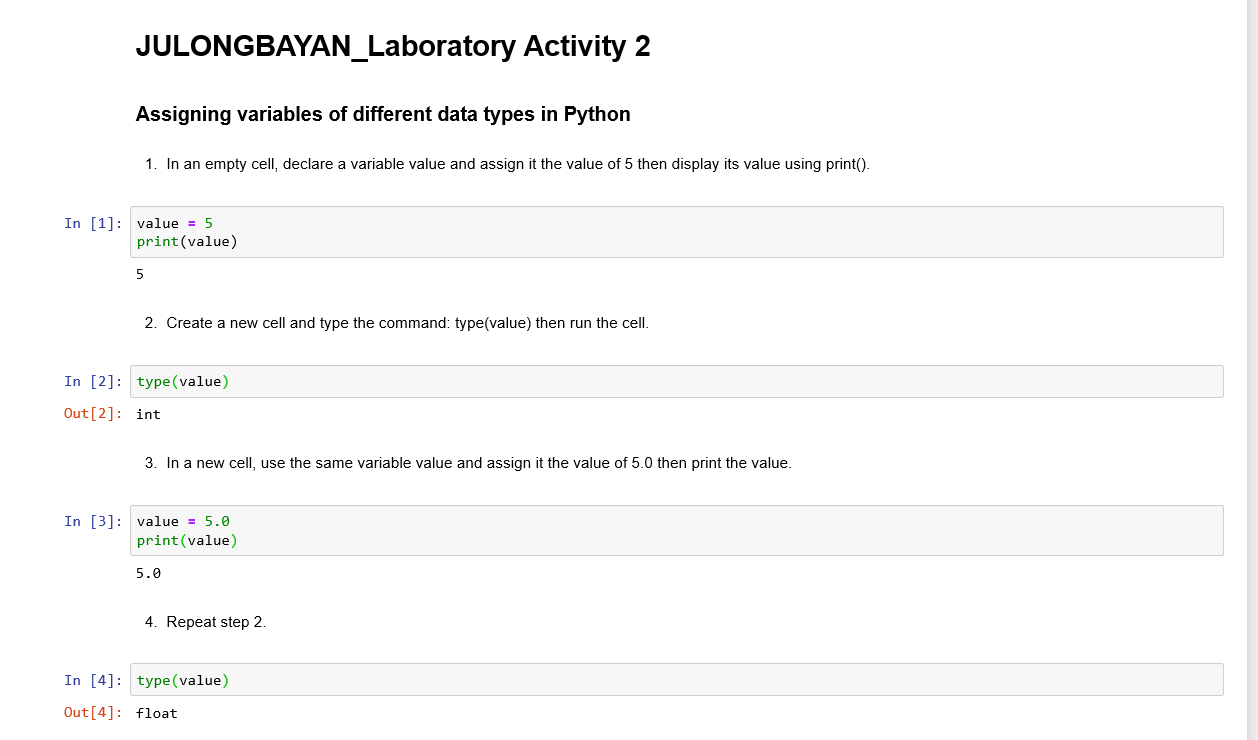 JULONGBAYAN_Laboratory Activity 2
Assigning variables of different data types in Python
1. In an empty cell, declare a variable value and assign it the value of 5 then display its value using print().
In [1]: value = 5
print(value)
5
2. Create a new cell and type the command: type(value) then run the cell.
In [2]: type(value)
Out[2]: int
3. In a new cell, use the same variable value and assign it the value of 5.0 then print the value.
In [3]: value = 5.0
print(value)
5.0
4. Repeat step 2.
In [4]: type(value)
Out[4]: float